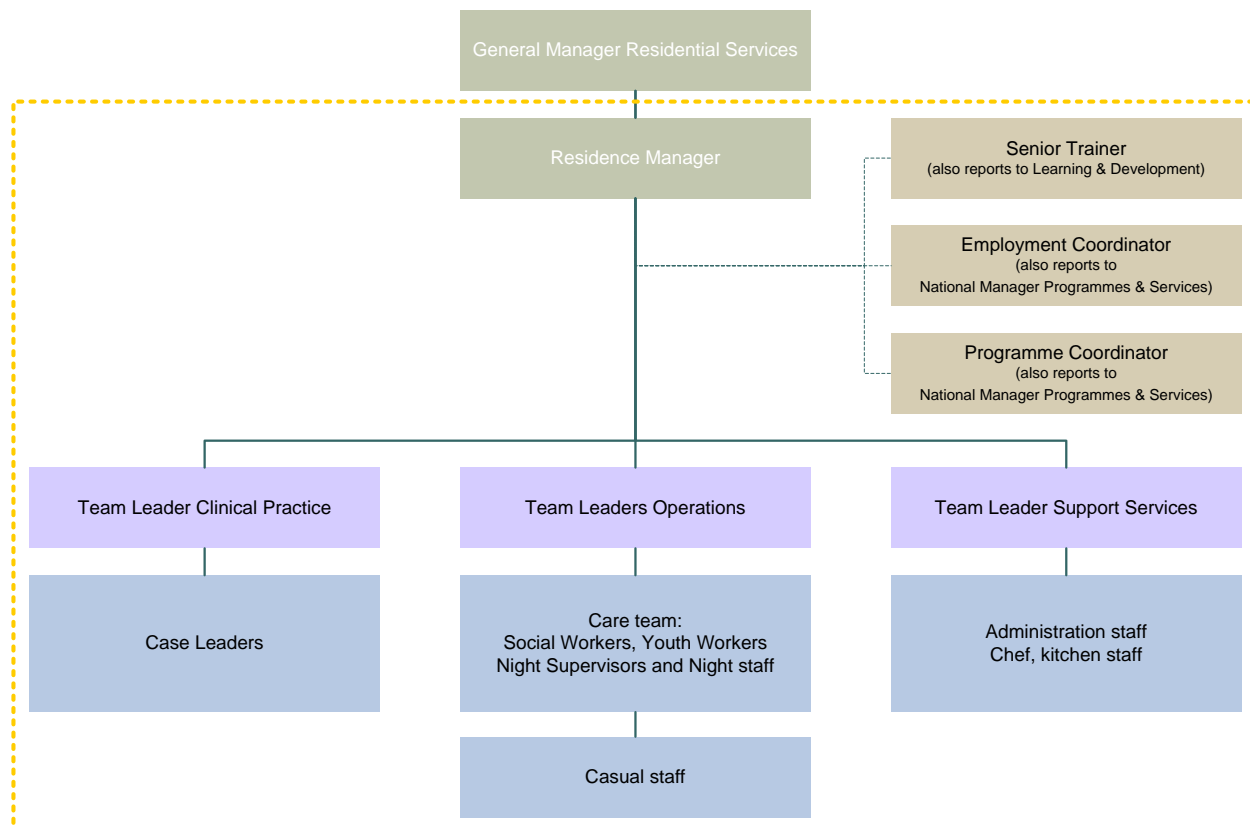 General Manager Residential Services
Residence Manager
Senior Trainer
(also reports to Learning & Development)
Employment Coordinator
(also reports to
National Manager Programmes & Services)
Programme Coordinator
(also reports to
National Manager Programmes & Services)
Team Leader Clinical Practice
Team Leaders Operations
Team Leader Support Services
Case Leaders
Care team:
Social Workers, Youth Workers
Night Supervisors and Night staff
Administration staff
Chef, kitchen staff
Casual staff